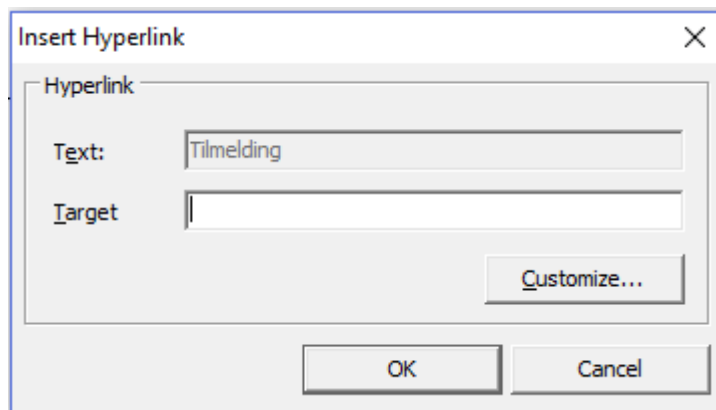 Insert Hyperlink
Hyperlink
Text:
Tilmelding
Target
Customize...
OK
Cancel